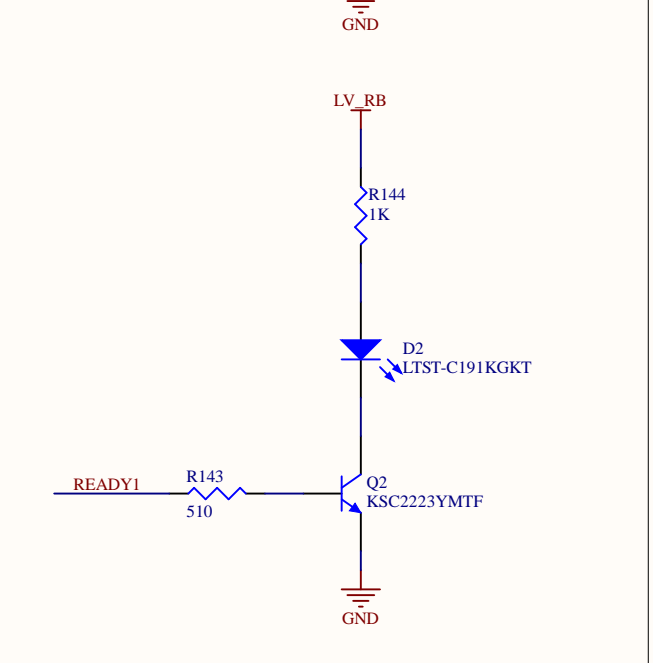 GND
LV_RB
R144
1K
D2
LTST-C191KGKT
READY1
R143
510
Q2
KSC2223YMTF
GND